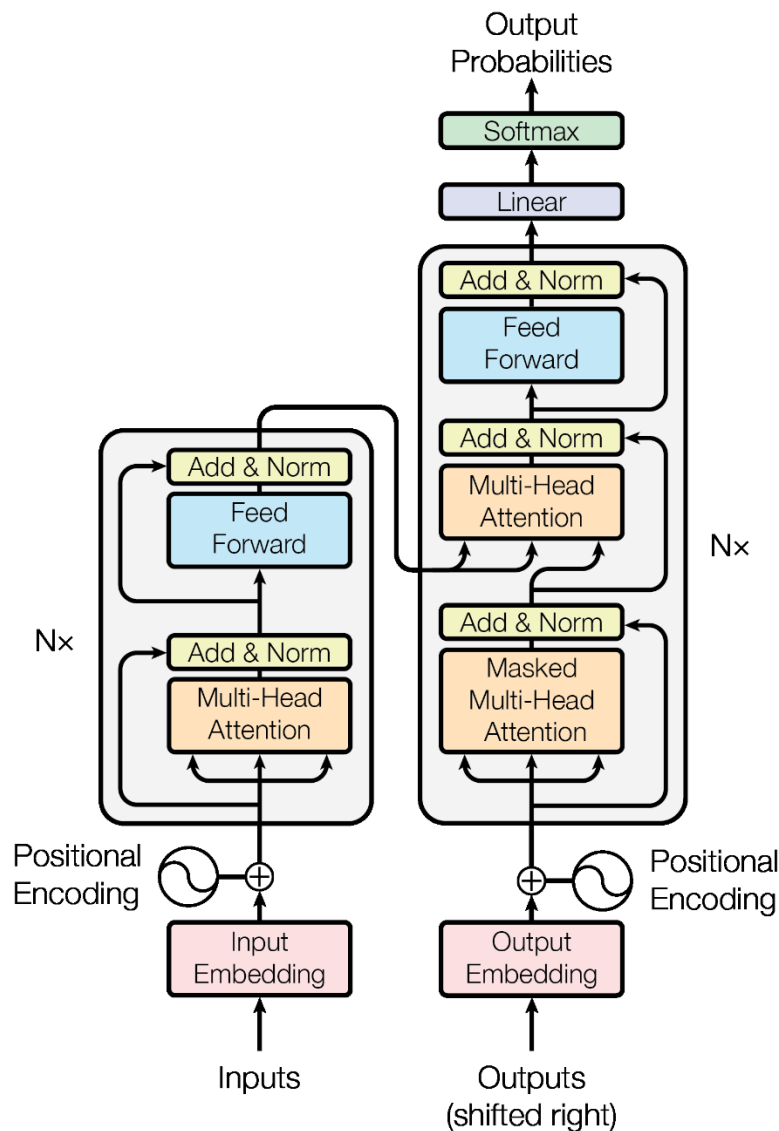 Output
Probabilities
Softmax
Linear
Add & Norm
Feed
Forward
Add & Norm
Multi-Head
Attention
Add & Norm
Masked
Multi-Head
Attention
N×
Add & Norm
Feed
Forward
Add & Norm
Multi-Head
Attention
N×
Positional
Encoding
Positional
Encoding
Input
Embedding
Output
Embedding
Inputs
Outputs
(shifted right)